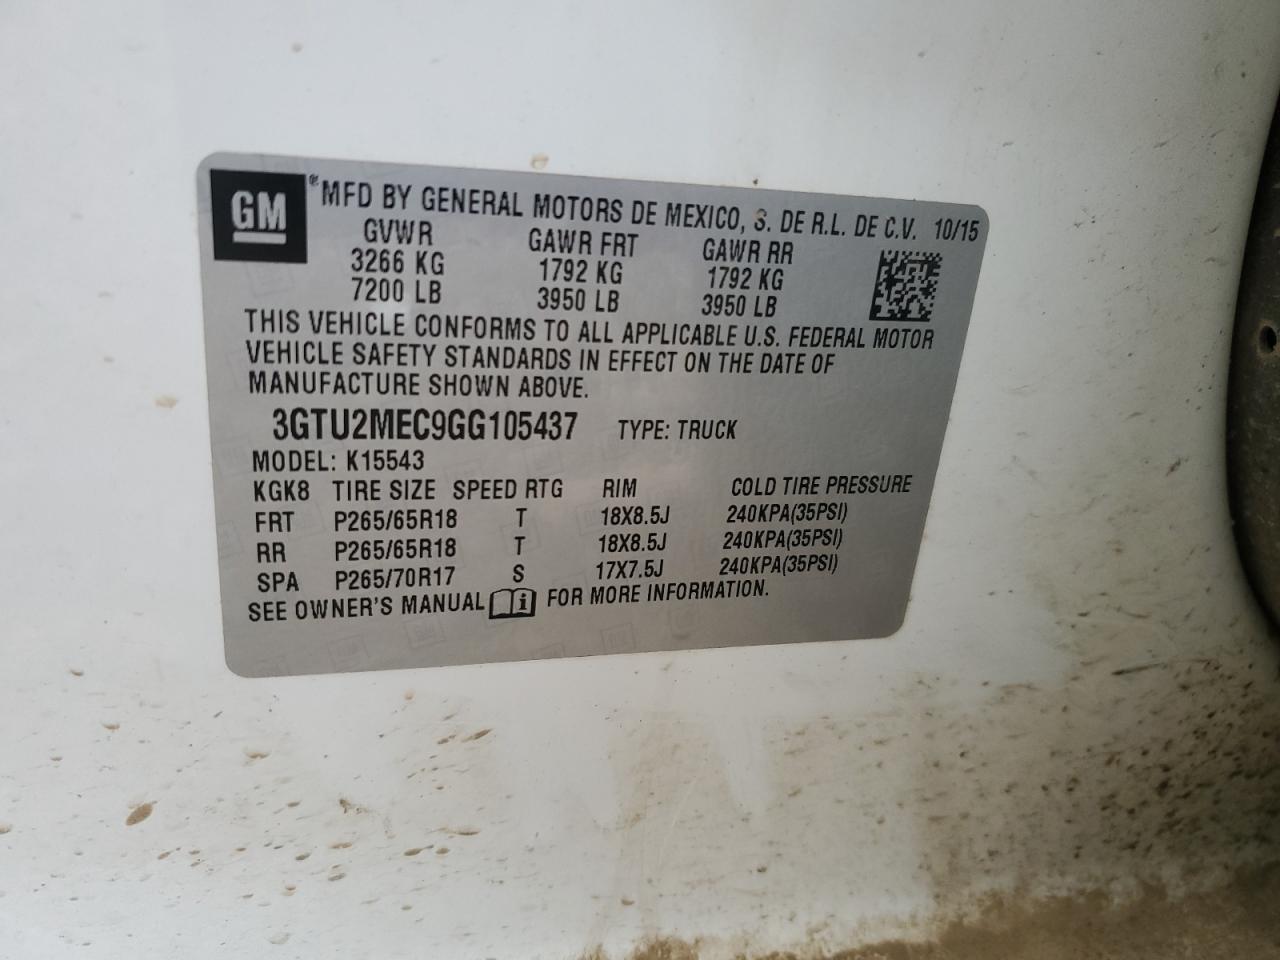 GM ® MFD BY GENERAL MOTORS DE MEXICO, S. DE R.L. DE C.V. 10/15
GVWR GAWR FRT GAWR RR
3266 KG 1792 KG 1792 KG
7200 LB 3950 LB 3950 LB
THIS VEHICLE CONFORMS TO ALL APPLICABLE U.S. FEDERAL MOTOR
VEHICLE SAFETY STANDARDS IN EFFECT ON THE DATE OF
MANUFACTURE SHOWN ABOVE.
3GTU2MEC9GG105437 TYPE: TRUCK
MODEL: K15543
KGK8 TIRE SIZE SPEED RTG RIM COLD TIRE PRESSURE
FRT P265/65R18 T 18X8.5J 240KPA(35PSI)
RR P265/65R18 T 18X8.5J 240KPA(35PSI)
SPA P265/70R17 S 17X7.5J 240KPA(35PSI)
SEE OWNER'S MANUAL i FOR MORE INFORMATION.